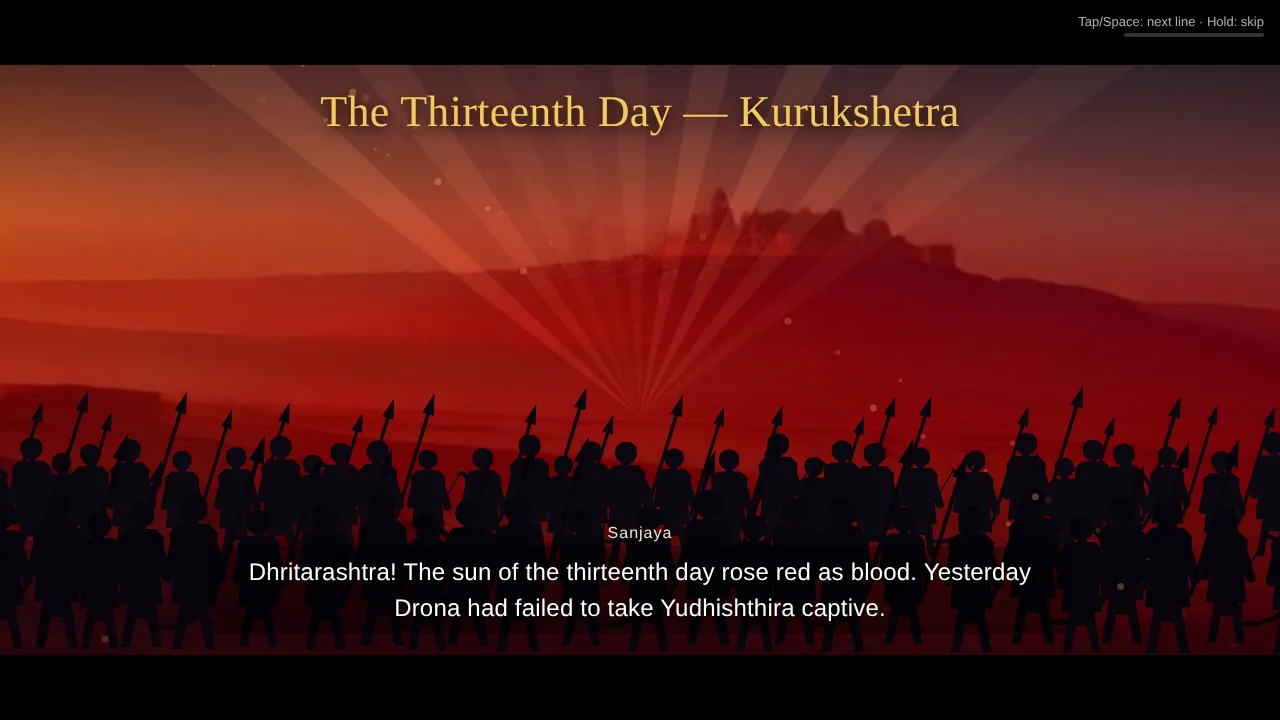 Tap/Space: next line · Hold: skip
The Thirteenth Day — Kurukshetra
Sanjaya
Dhritarashtra! The sun of the thirteenth day rose red as blood. Yesterday
Drona had failed to take Yudhishthira captive.